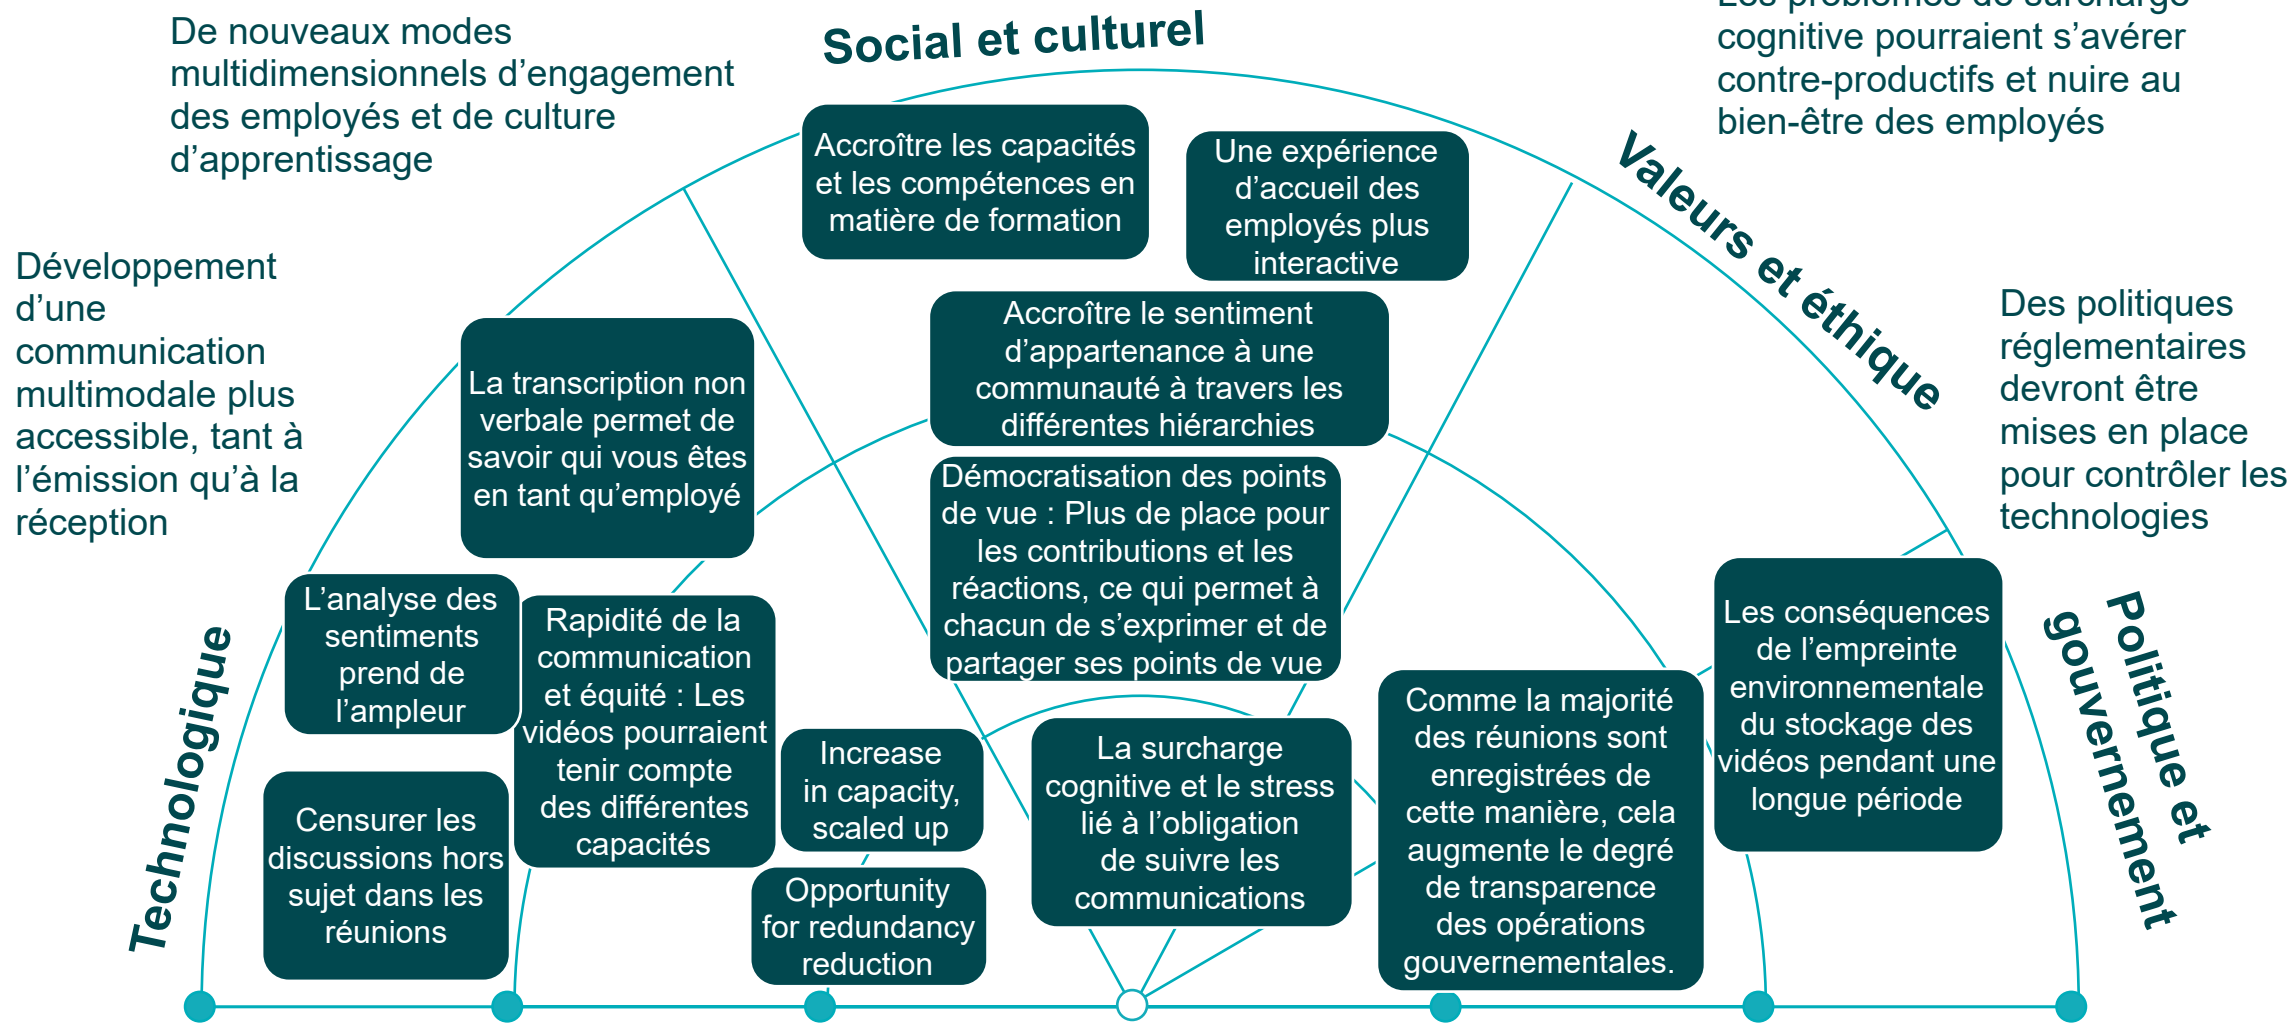 De nouveaux modes
multidimensionnels d’engagement
des employés et de culture
d’apprentissage
Social et culturel
Les problèmes de surcharge
cognitive pourraient s’avérer
contre-productifs et nuire au
bien-être des employés
Accroître les capacités
et les compétences en
matière de formation
Une expérience
d’accueil des
employés plus
interactive
Valeurs et éthique
Développement
d’une
communication
multimodale plus
accessible, tant à
l’émission qu’à la
réception
Des politiques
réglementaires
devront être
mises en place
pour contrôler les
technologies
Accroître le sentiment
d’appartenance à une
communauté à travers les
différentes hiérarchies
La transcription non
verbale permet de
savoir qui vous êtes
en tant qu’employé
Démocratisation des points
de vue : Plus de place pour
les contributions et les
réactions, ce qui permet à
chacun de s’exprimer et de
partager ses points de vue
L’analyse des
sentiments
prend de
l’ampleur
Rapidité de la
communication
et équité : Les
vidéos pourraient
tenir compte
des différentes
capacités
Les conséquences
de l’empreinte
environnementale
du stockage des
vidéos pendant une
longue période
Politique et
gouvernement
Technologique
Comme la majorité
des réunions sont
enregistrées de
cette manière, cela
augmente le degré
de transparence
des opérations
gouvernementales.
Increase
in capacity,
scaled up
La surcharge
cognitive et le stress
lié à l’obligation
de suivre les
communications
Censurer les
discussions hors
sujet dans les
réunions
Opportunity
for redundancy
reduction